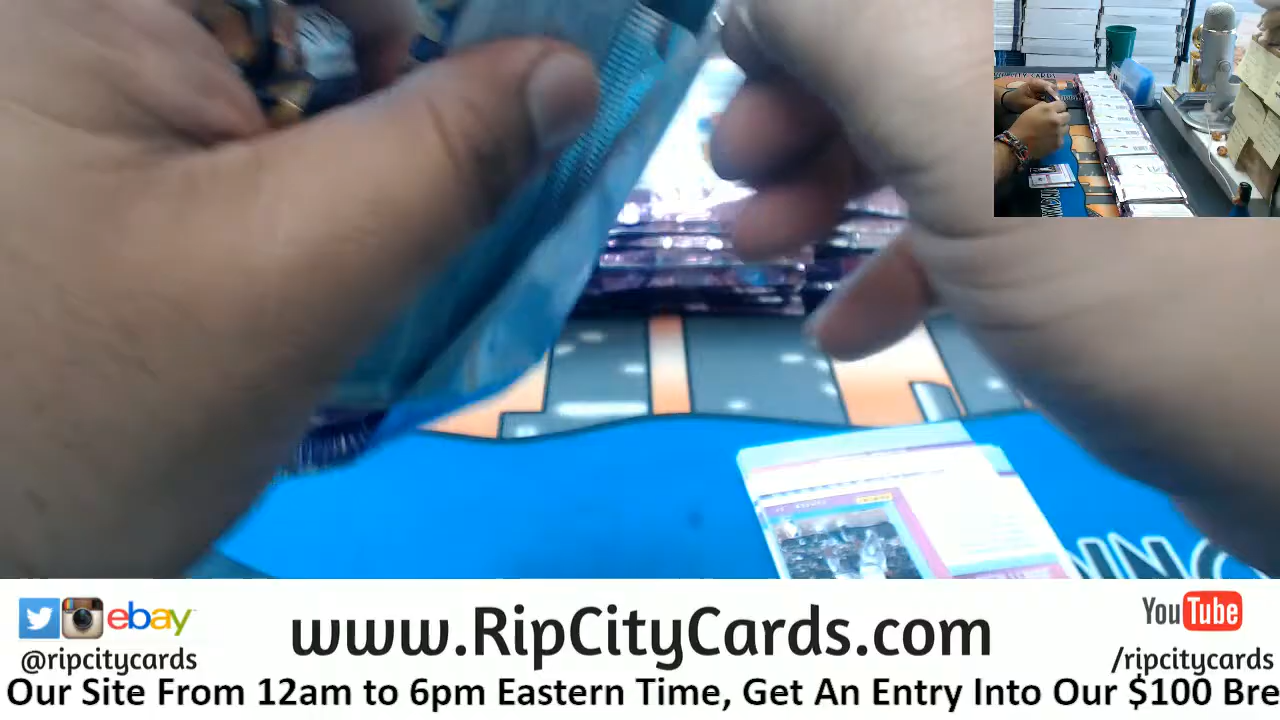 ebay
www.RipCityCards.com
YouTube
@ripcitycards
/ripcitycards
Our Site From 12am to 6pm Eastern Time, Get An Entry Into Our $100 Bre